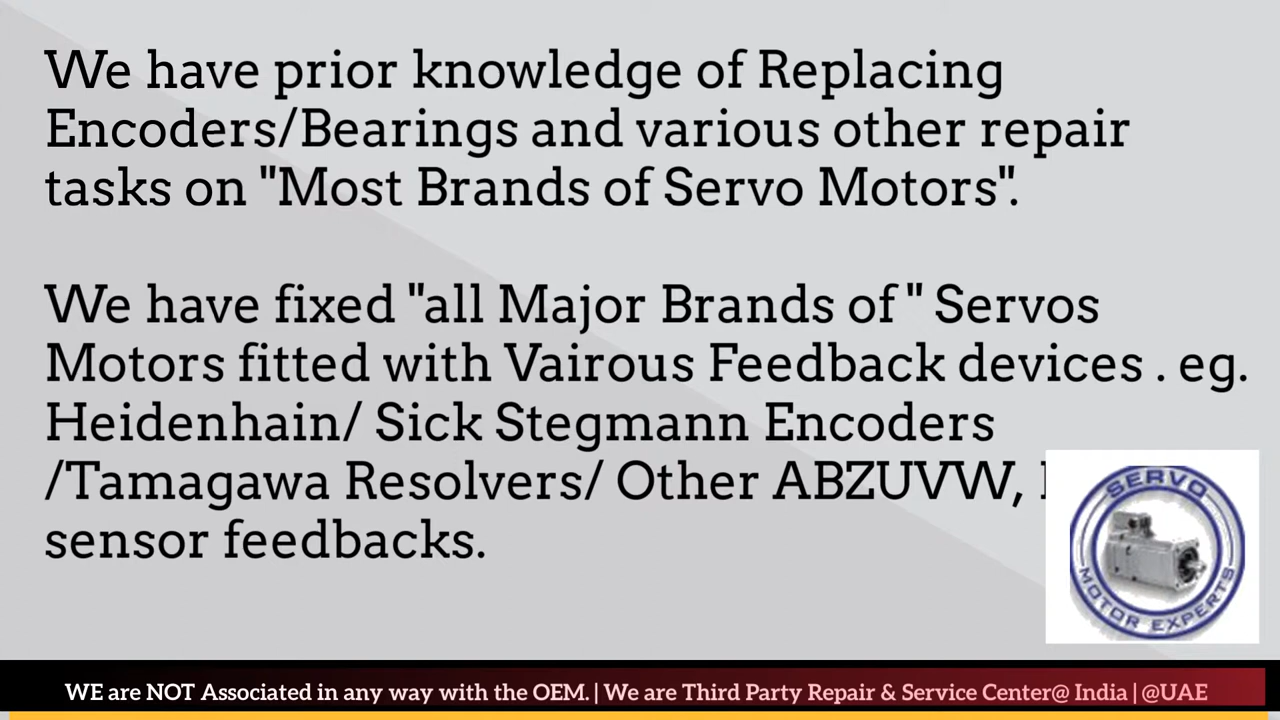 We have prior knowledge of Replacing
Encoders/Bearings and various other repair
tasks on "Most Brands of Servo Motors".
We have fixed "all Major Brands of " Servos
Motors fitted with Vairous Feedback devices . eg.
Heidenhain/ Sick Stegmann Encoders
/Tamagawa Resolvers/ Other ABZUVW,
sensor feedbacks.
SERVO
MOTOR EXPERTS
WE are NOT Associated in any way with the OEM. | We are Third Party Repair & Service Center@ India | @UAE